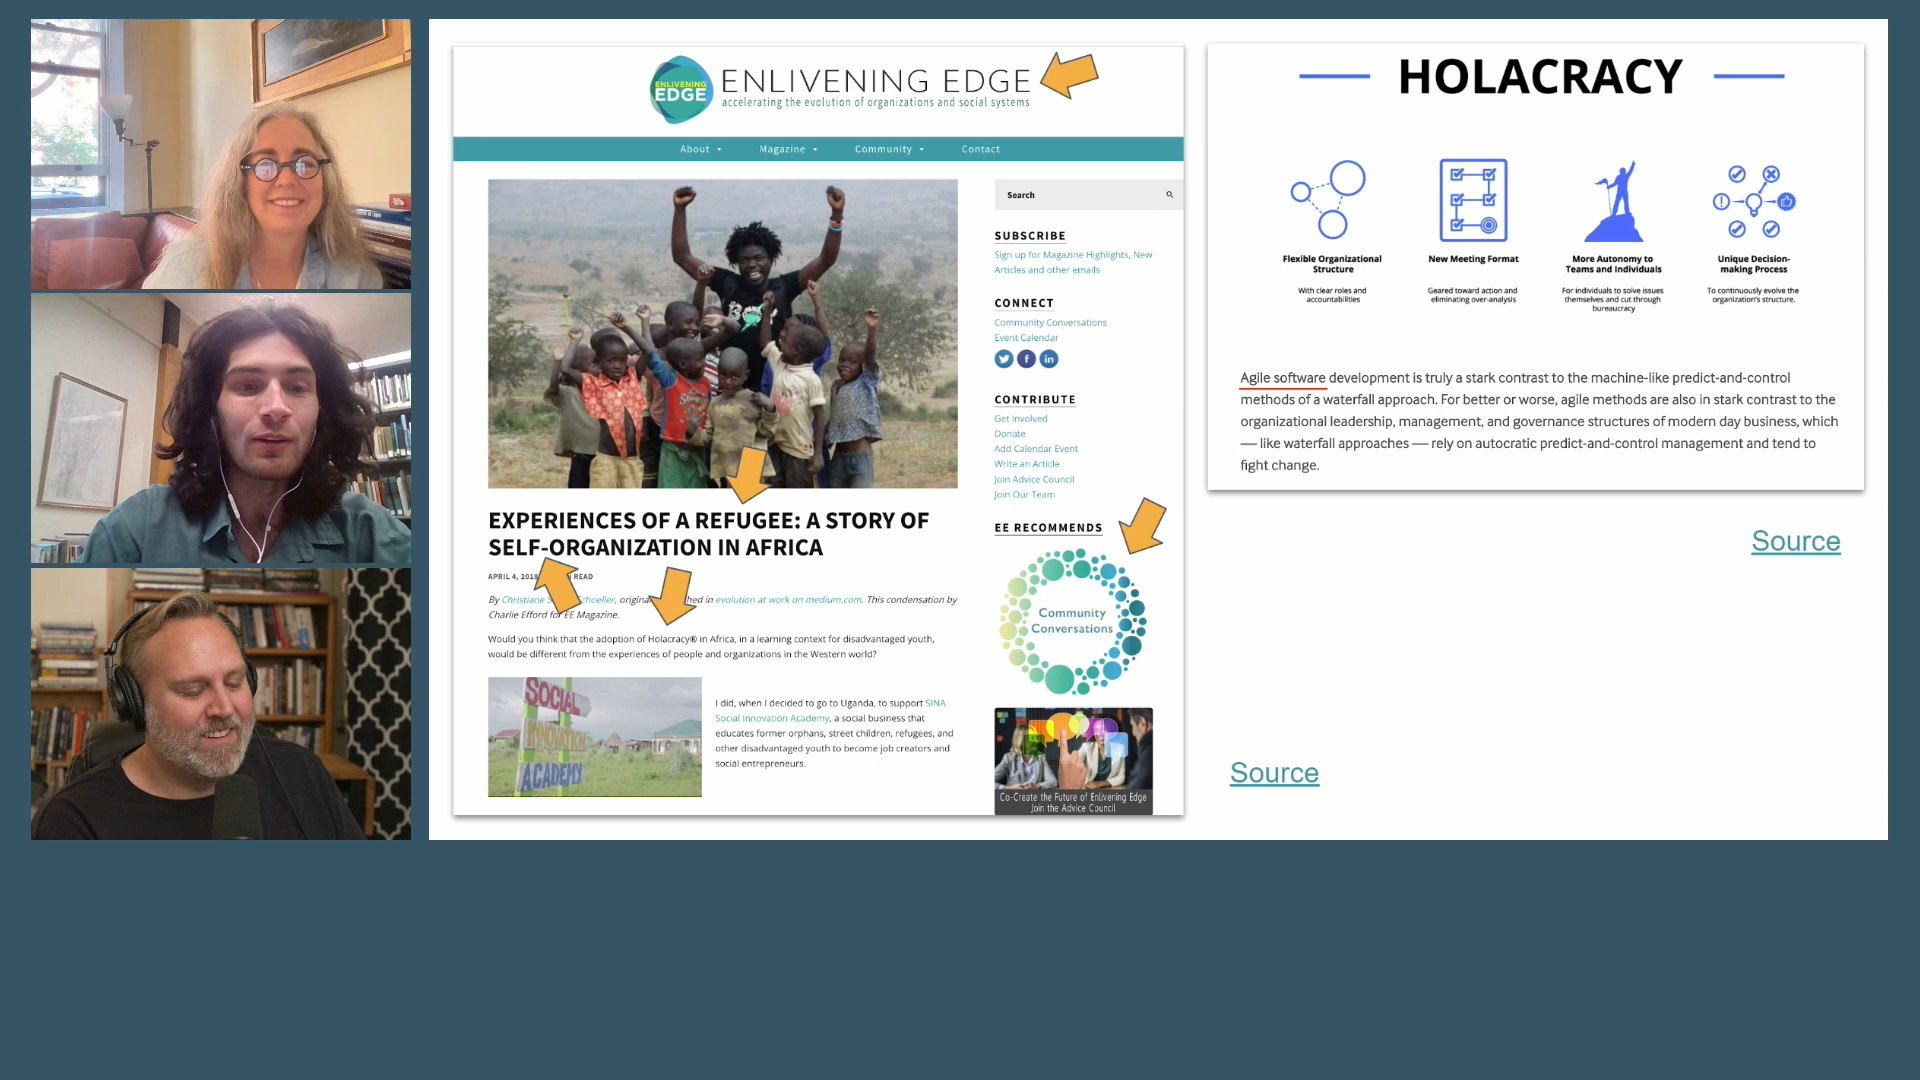 ENLIVENING EDGE
ENLIVENING EDGE
accelerating the evolution of organizations and social systems
About Magazine Community Contact
EXPERIENCES OF A REFUGEE: A STORY OF
SELF-ORGANIZATION IN AFRICA
APRIL 4, 2018 READ
By Christiane Schoeller, in evolution at work on medium.com. This condensation by
Charlie Efford for EE Magazine.
Would you think that the adoption of Holacracy® in Africa, in a learning context for disadvantaged youth,
would be different from the experiences of people and organizations in the Western world?
SOCIAL
INNOVATION
ACADEMY
I did, when I decided to go to Uganda, to support SINA
Social Innovation Academy, a social business that
educates former orphans, street children, refugees, and
other disadvantaged youth to become job creators and
social entrepreneurs.
Search
SUBSCRIBE
Sign up for Magazine Highlights, New
Articles and other emails
CONNECT
Community Conversations
Event Calendar
CONTRIBUTE
Get Involved
Donate
Add Calendar Event
Write an Article
Join Advice Council
Join Our Team
EE RECOMMENDS
Community
Conversations
Co-Create the Future of Enlivening Edge
Join the Advice Council
HOLACRACY
Flexible Organizational
Structure
With clear roles and
accountabilities
New Meeting Format
Geared toward action and
eliminating over-analysis
More Autonomy to
Teams and Individuals
For individuals to solve issues
themselves and cut through
bureaucracy
Unique Decision-
making Process
To continuously evolve the
organization's structure.
Agile software development is truly a stark contrast to the machine-like predict-and-control
methods of a waterfall approach. For better or worse, agile methods are also in stark contrast to the
organizational leadership, management, and governance structures of modern day business, which
— like waterfall approaches — rely on autocratic predict-and-control management and tend to
fight change.
Source
Source